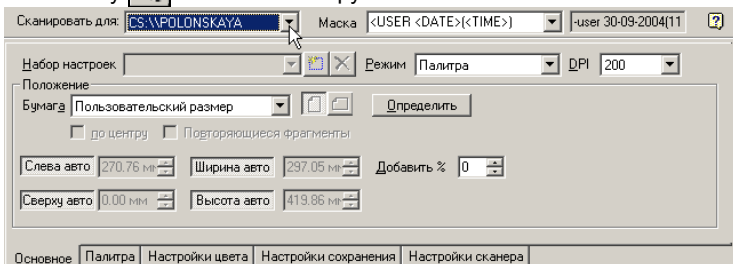 Сканировать для: CS:\\POLONSKAYA Маска <USER <DATE>(<TIME>) -user 30-09-2004(11
Набор настроек Режим Палитра DPI 200
Положение
Бумага Пользовательский размер Определить
по центру Повторяющиеся фрагменты
Слева авто 270.76 мм Ширина авто 297.05 мм Добавить % 0
Сверху авто 0.00 мм Высота авто 419.86 мм
Основное Палитра Настройки цвета Настройки сохранения Настройки сканера